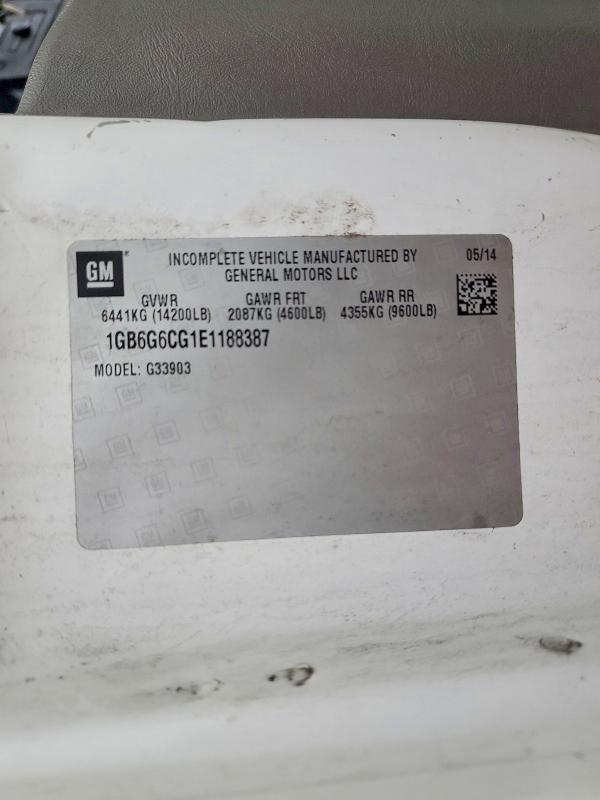 GM
INCOMPLETE VEHICLE MANUFACTURED BY 05/14
GENERAL MOTORS LLC
GVWR GAWR FRT GAWR RR
6441KG (14200LB) 2087KG (4600LB) 4355KG (9600LB)
1GB6G6CG1E1188387
MODEL: G33903